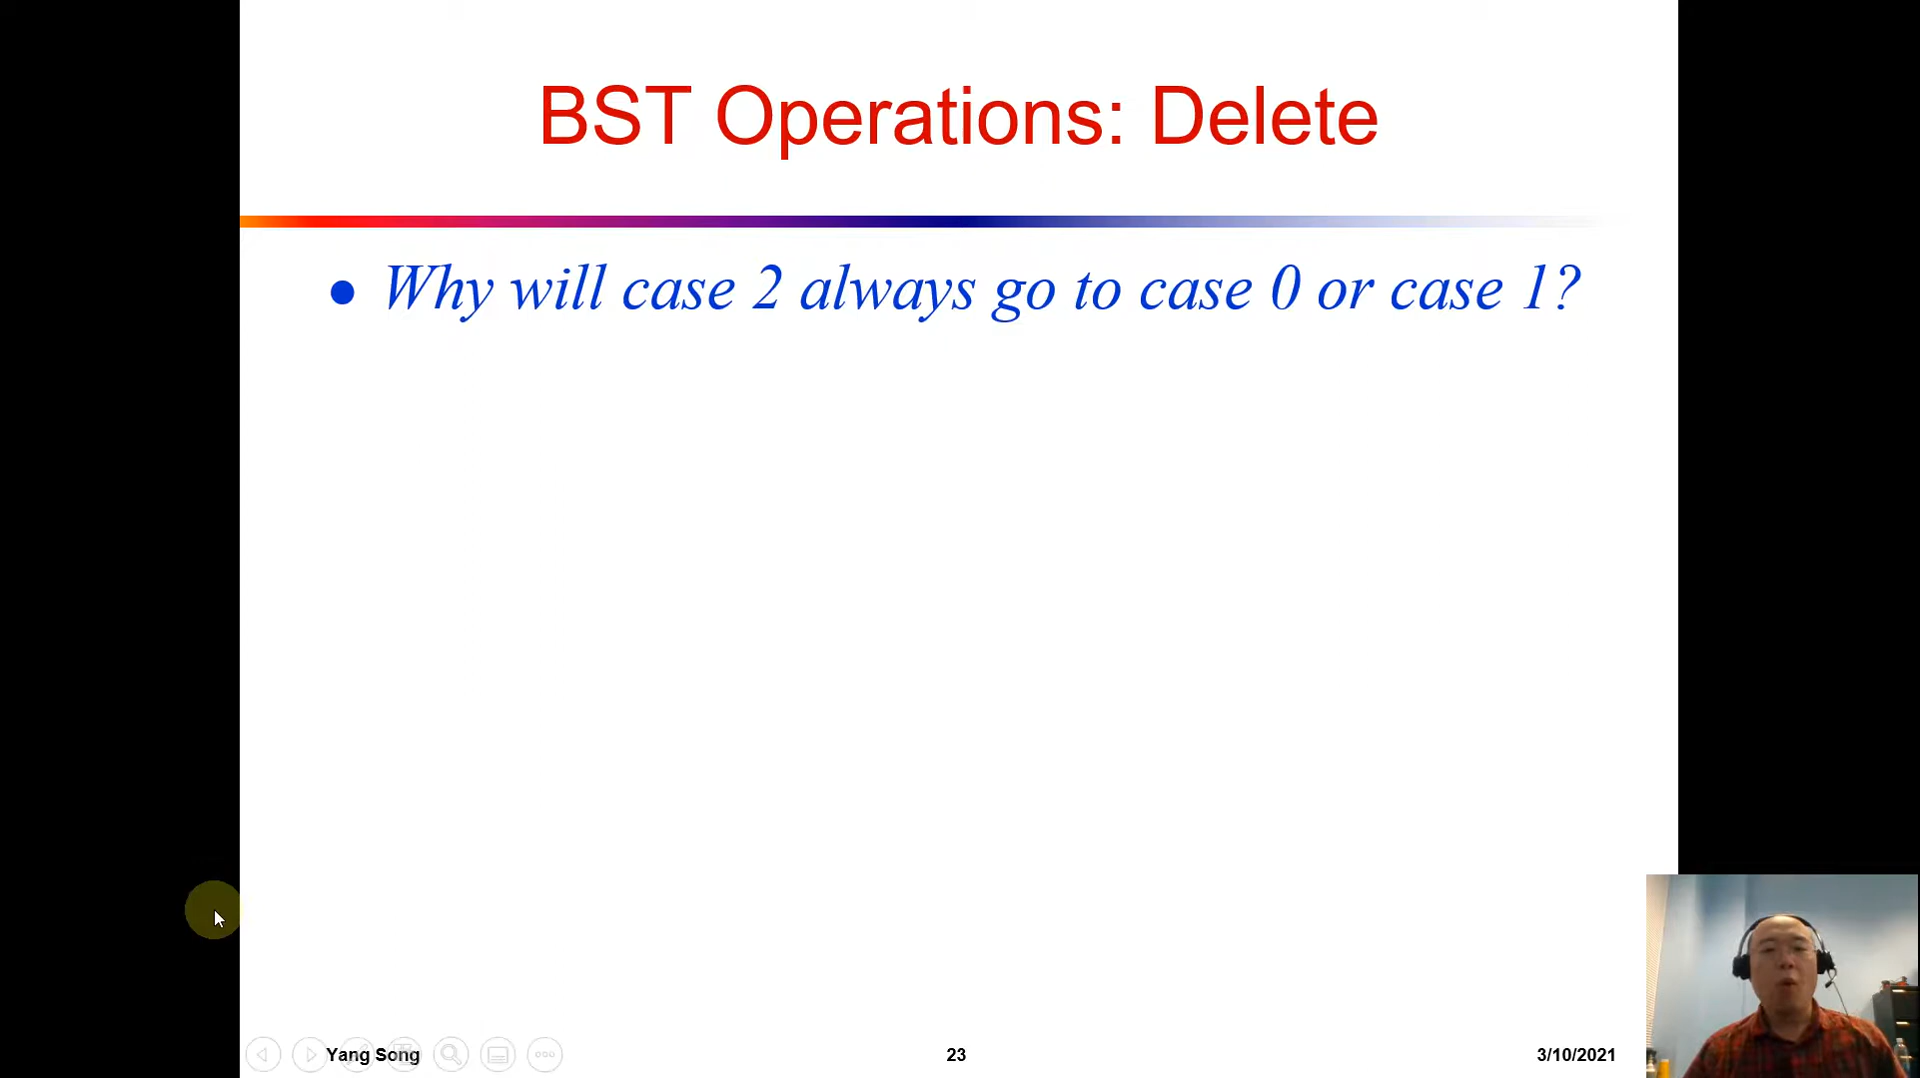 BST Operations: Delete
• Why will case 2 always go to case 0 or case 1?
Yang Song
23
3/10/2021